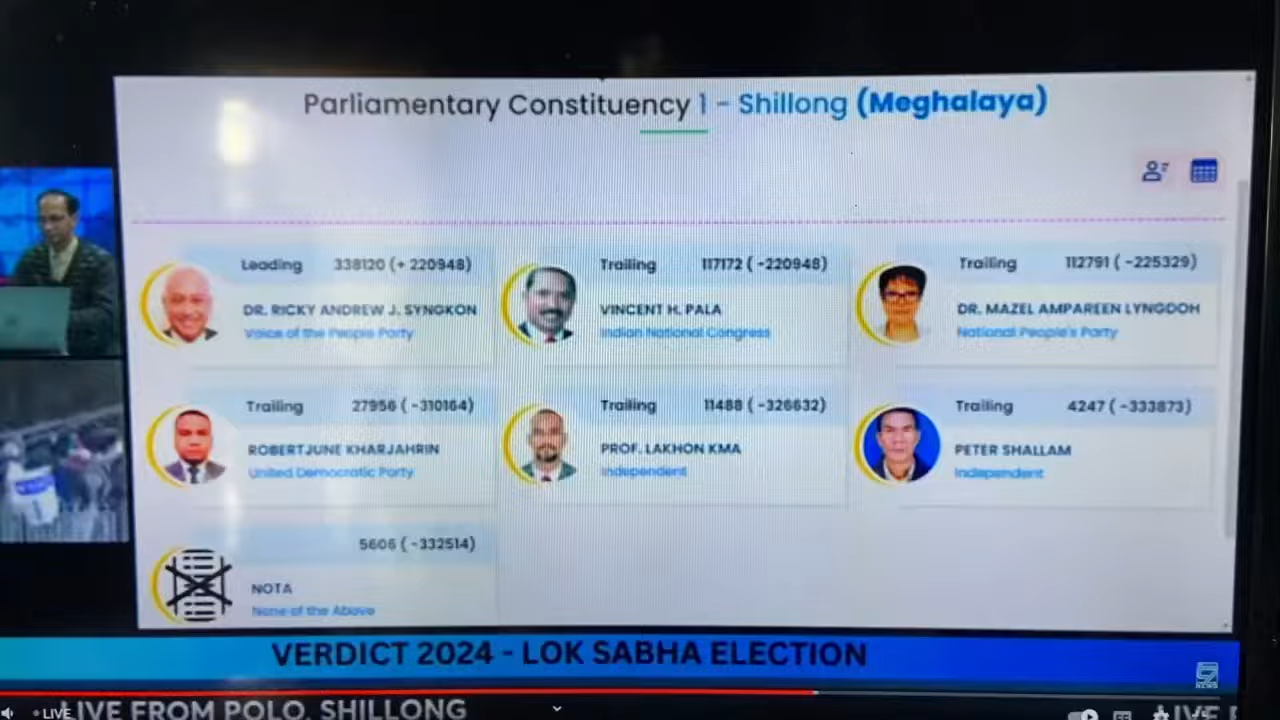 Parliamentary Constituency 1 - Shillong (Meghalaya)
Leading 338120 (+ 220948)
DR. RICKY ANDREW J. SYNGKON
Voice of the People Party
Trailing 117172 ( -220948)
VINCENT H. PALA
Indian National Congress
Trailing 112791 ( -225329)
DR. MAZEL AMPAREEN LYNGDOH
National People's Party
Trailing 27956 ( -310164)
ROBERTJUNE KHARJAHRIN
United Democratic Party
Trailing 11488 ( -326632)
PROF. LAKHON KMA
Independent
Trailing 4247 ( -333873)
PETER SHALLAM
Independent
5606 ( -332514)
NOTA
None of the Above
VERDICT 2024 - LOK SABHA ELECTION
NEWS
LIVE
IVE FROM POLO, SHILLONG